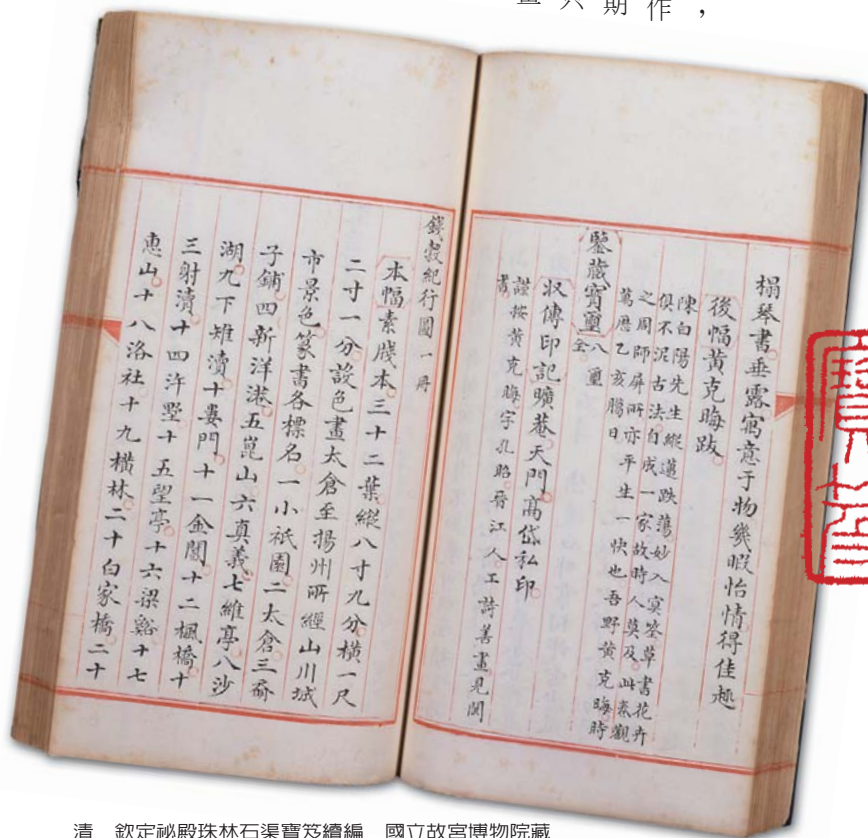 ，
作
期
六
榻琴書垂露寫意于物幾暇怡情得佳趣
後幅黃克晦跋
陳白陽先生縱邁跌蕩妙入寞筌草書花卉
俱不泥古法自成一家故時人莫及此卷觀
之周師屏所亦平生一快也吾野黃克晦時
萬歷乙亥臈日
鑒藏寶璽八璽
全
收傳印記曠菴天門高岱私印
謹按黃克晦字孔昭晉江人工詩善畫見閩
書
錢穀紀行圖一冊
本幅素牋本三十二葉縱八寸九分橫一尺
二寸一分設色畫太倉至揚州所經山川城
市景色篆書各標名一小祇園二太倉三
子鋪四新洋港五崑山六真義七維亭八沙
湖九下雉瀆十婁門十一金閶十二楓橋十
三射瀆十四滸墅十五望亭十六梁谿十七
惠山十八洛社十九橫林二十白家橋二十
清　欽定祕殿珠林石渠寶笈續編　國立故宮博物院藏